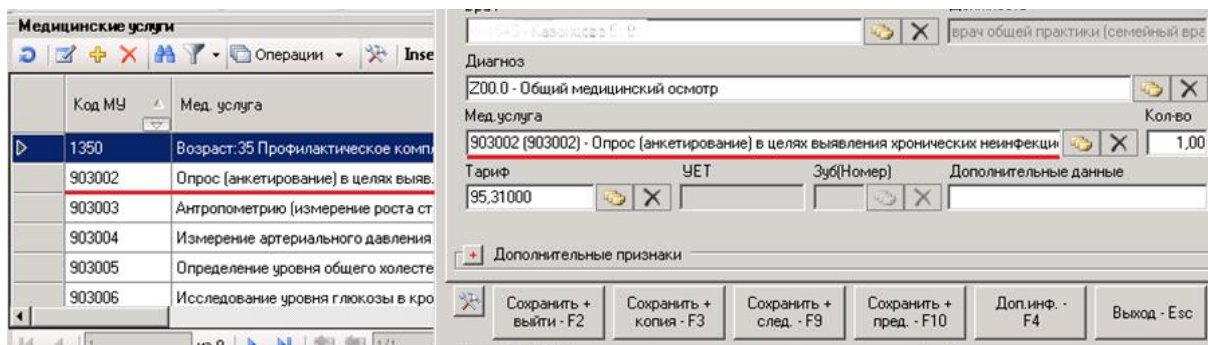 Медицинские услуги
Операции
Inse
Код МУ
Мед. услуга
1350
Возраст:35 Профилактическое компл
903002
Опрос (анкетирование) в целях выяв.
903003
Антропометрию (измерение роста ст
903004
Измерение артериального давления
903005
Определение уровня общего холесте
903006
Исследование уровня глюкозы в кро
врач общей практики (семейный вра
Диагноз
Z00.0 - Общий медицинский осмотр
Мед.услуга
Кол-во
903002 (903002) - Опрос (анкетирование) в целях выявления хронических неинфекци
1,00
Тариф
УЕТ
Зуб(Номер)
Дополнительные данные
95,31000
Дополнительные признаки
Сохранить +
выйти - F2
Сохранить +
копия - F3
Сохранить +
след. - F9
Сохранить +
пред. - F10
Доп.инф. -
F4
Выход - Esc